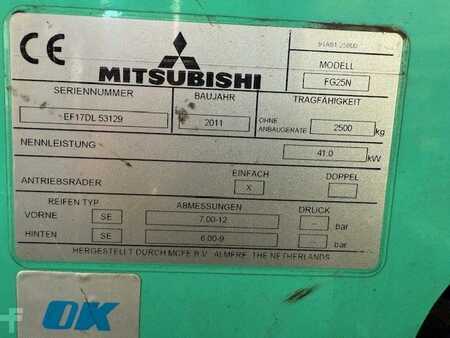 CE
MITSUBISHI
MODELL
FG25N
SERIENNUMMER
EF17DL 53129
BAUJAHR
2011
TRAGFÄHIGKEIT
OHNE ANBAUGERÄTE 2500 kg
NENNLEISTUNG 41.0 kW
EINFACH DOPPEL
ANTRIEBSRÄDER X
REIFEN TYP ABMESSUNGEN DRUCK
VORNE SE 7.00-12 – bar
HINTEN SE 6.00-9 – bar
HERGESTELLT DURCH MCFE B.V. ALMERE, THE NETHERLANDS
OK